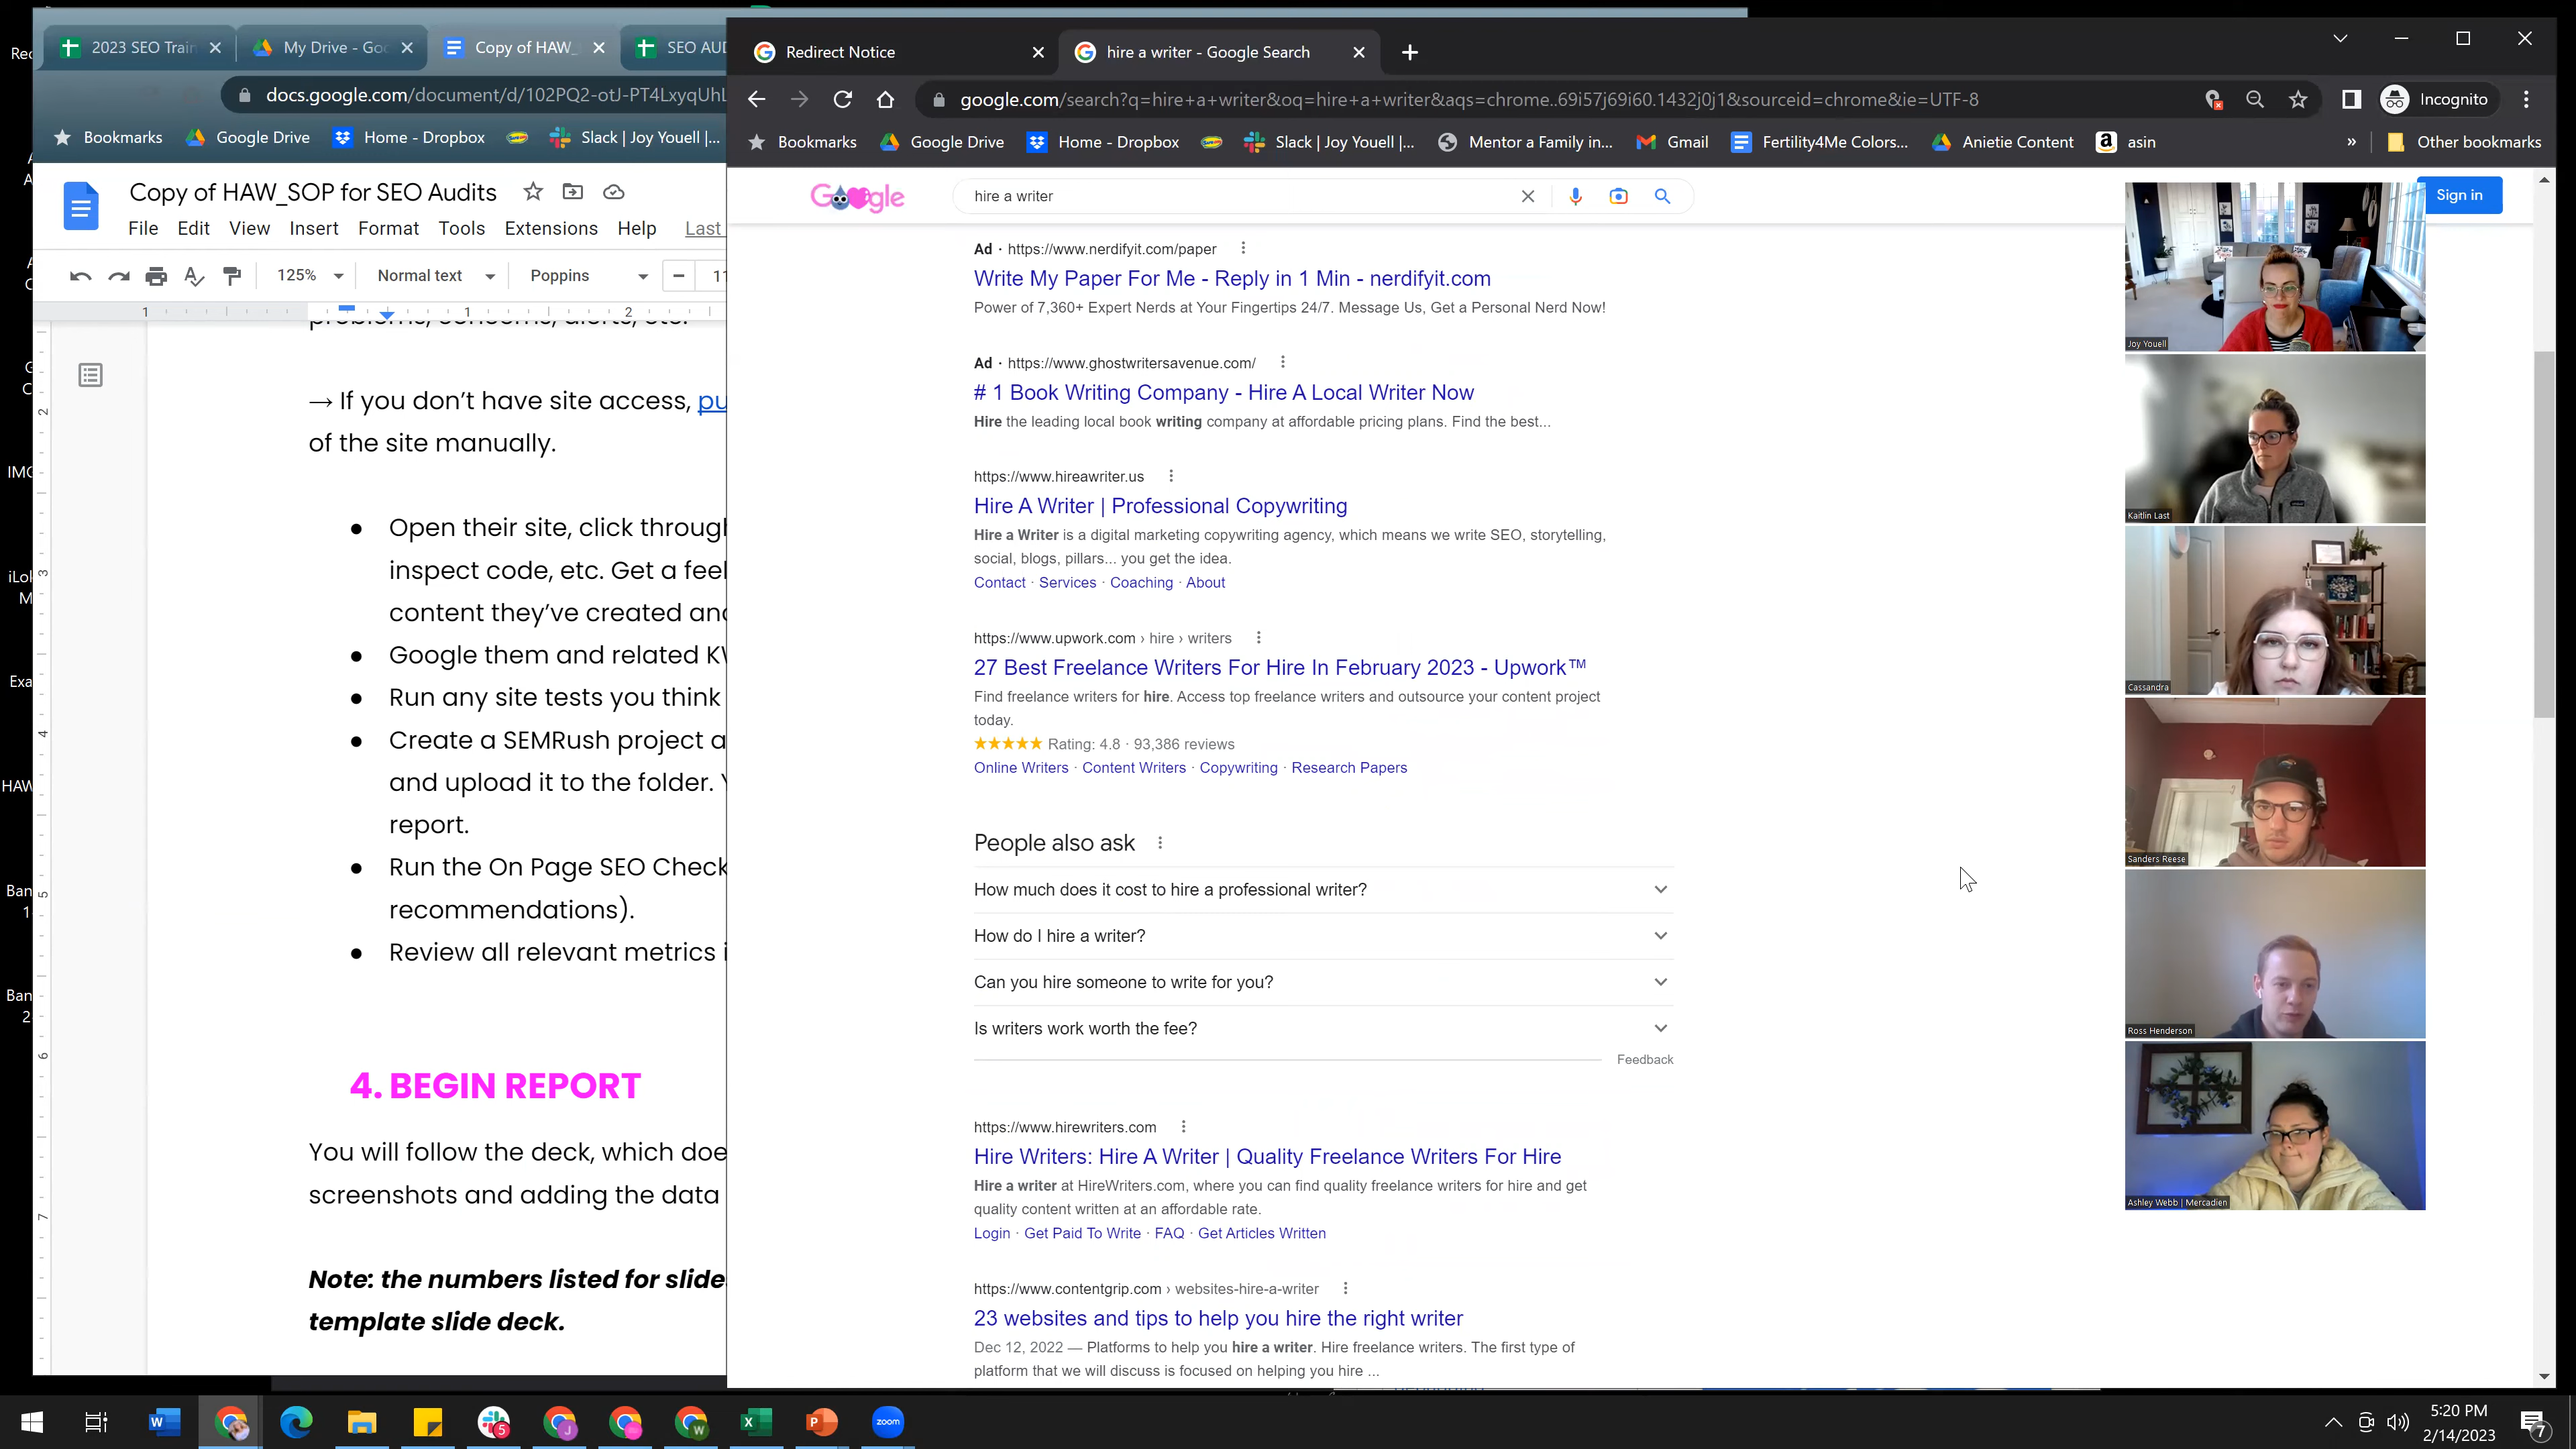 2023 SEO Train
My Drive - Goo
Copy of HAW_
SEO AUD
docs.google.com/document/d/102PQ2-otJ-PT4LxyqUhL
Bookmarks
Google Drive
Home - Dropbox
Slack | Joy Youell |...
Copy of HAW_SOP for SEO Audits
File Edit View Insert Format Tools Extensions Help Last
125% Normal text Poppins 11
problems, concerns, alerts, etc.
→ If you don't have site access, pu
of the site manually.
● Open their site, click through
inspect code, etc. Get a feel
content they've created and
● Google them and related KW
● Run any site tests you think
● Create a SEMRush project a
and upload it to the folder. Y
report.
● Run the On Page SEO Check
recommendations).
● Review all relevant metrics i
4. BEGIN REPORT
You will follow the deck, which doe
screenshots and adding the data
Note: the numbers listed for slide
template slide deck.
Redirect Notice
hire a writer - Google Search
google.com/search?q=hire+a+writer&oq=hire+a+writer&aqs=chrome..69i57j69i60.1432j0j1&sourceid=chrome&ie=UTF-8
Incognito
Bookmarks
Google Drive
Home - Dropbox
Slack | Joy Youell |...
Mentor a Family in...
Gmail
Fertility4Me Colors...
Anietie Content
asin
»
Other bookmarks
Google
hire a writer
Sign in
Ad · https://www.nerdifyit.com/paper
Write My Paper For Me - Reply in 1 Min - nerdifyit.com
Power of 7,360+ Expert Nerds at Your Fingertips 24/7. Message Us, Get a Personal Nerd Now!
Ad · https://www.ghostwritersavenue.com/
# 1 Book Writing Company - Hire A Local Writer Now
Hire the leading local book writing company at affordable pricing plans. Find the best...
https://www.hireawriter.us
Hire A Writer | Professional Copywriting
Hire a Writer is a digital marketing copywriting agency, which means we write SEO, storytelling,
social, blogs, pillars... you get the idea.
Contact · Services · Coaching · About
https://www.upwork.com › hire › writers
27 Best Freelance Writers For Hire In February 2023 - Upwork™
Find freelance writers for hire. Access top freelance writers and outsource your content project
today.
★★★★★ Rating: 4.8 · 93,386 reviews
Online Writers · Content Writers · Copywriting · Research Papers
People also ask
How much does it cost to hire a professional writer?
How do I hire a writer?
Can you hire someone to write for you?
Is writers work worth the fee?
Feedback
https://www.hirewriters.com
Hire Writers: Hire A Writer | Quality Freelance Writers For Hire
Hire a writer at HireWriters.com, where you can find quality freelance writers for hire and get
quality content written at an affordable rate.
Login · Get Paid To Write · FAQ · Get Articles Written
https://www.contentgrip.com › websites-hire-a-writer
23 websites and tips to help you hire the right writer
Dec 12, 2022 — Platforms to help you hire a writer. Hire freelance writers. The first type of
platform that we will discuss is focused on helping you hire ...
Joy Youell
Kaitlin Last
Cassandra
Sanders Reese
Ross Henderson
Ashley Webb | Mercadien
zoom
5:20 PM
2/14/2023
7